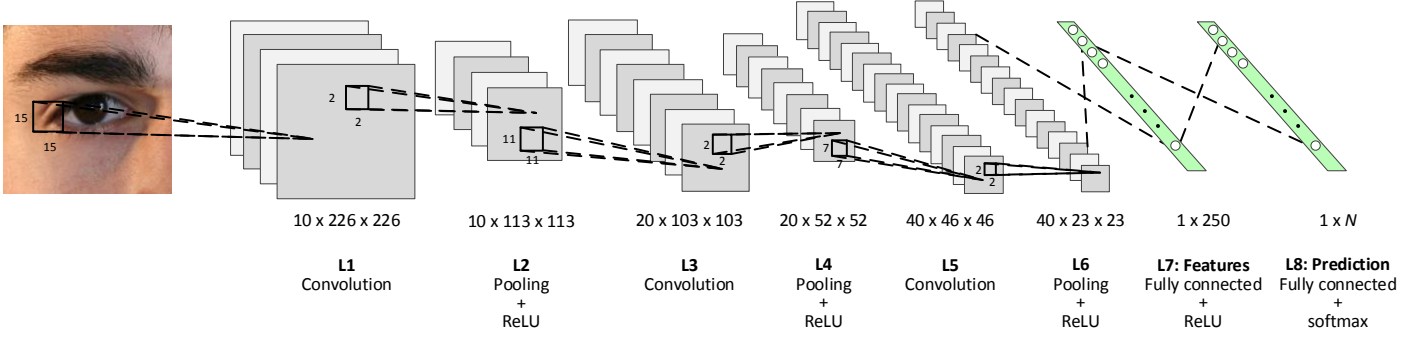 15
15
2
2
11
11
2
2
7
7
2
2
10 x 226 x 226
10 x 113 x 113
20 x 103 x 103
20 x 52 x 52
40 x 46 x 46
40 x 23 x 23
1 x 250
1 x N
L1
Convolution
L2
Pooling
+
ReLU
L3
Convolution
L4
Pooling
+
ReLU
L5
Convolution
L6
Pooling
+
ReLU
L7: Features
Fully connected
+
ReLU
L8: Prediction
Fully connected
+
softmax